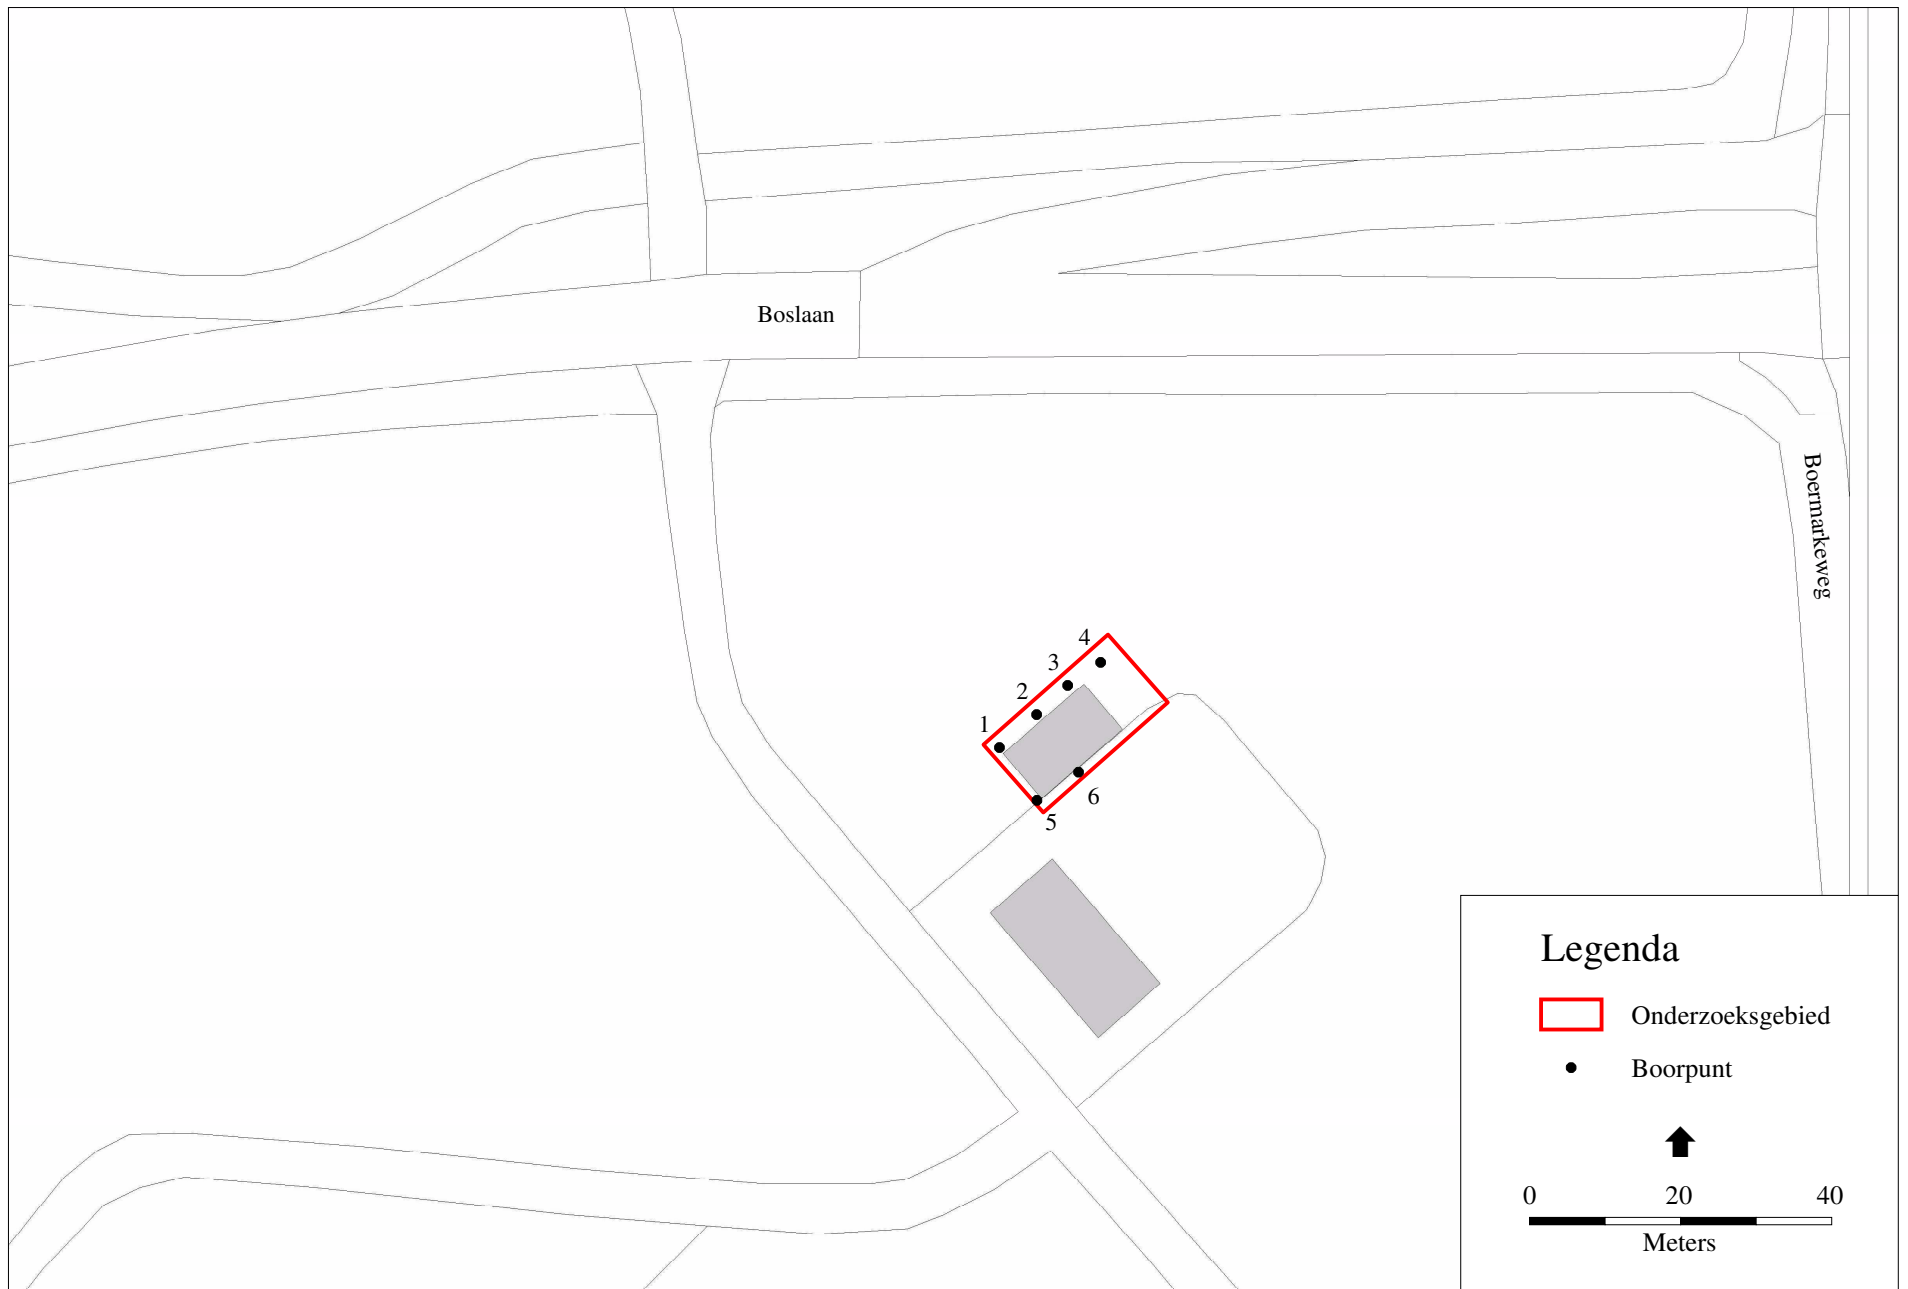 Boslaan
Boermarkeweg
4
3
2
1
6
5
Legenda
Onderzoeksgebied
Boorpunt
0 20 40
Meters